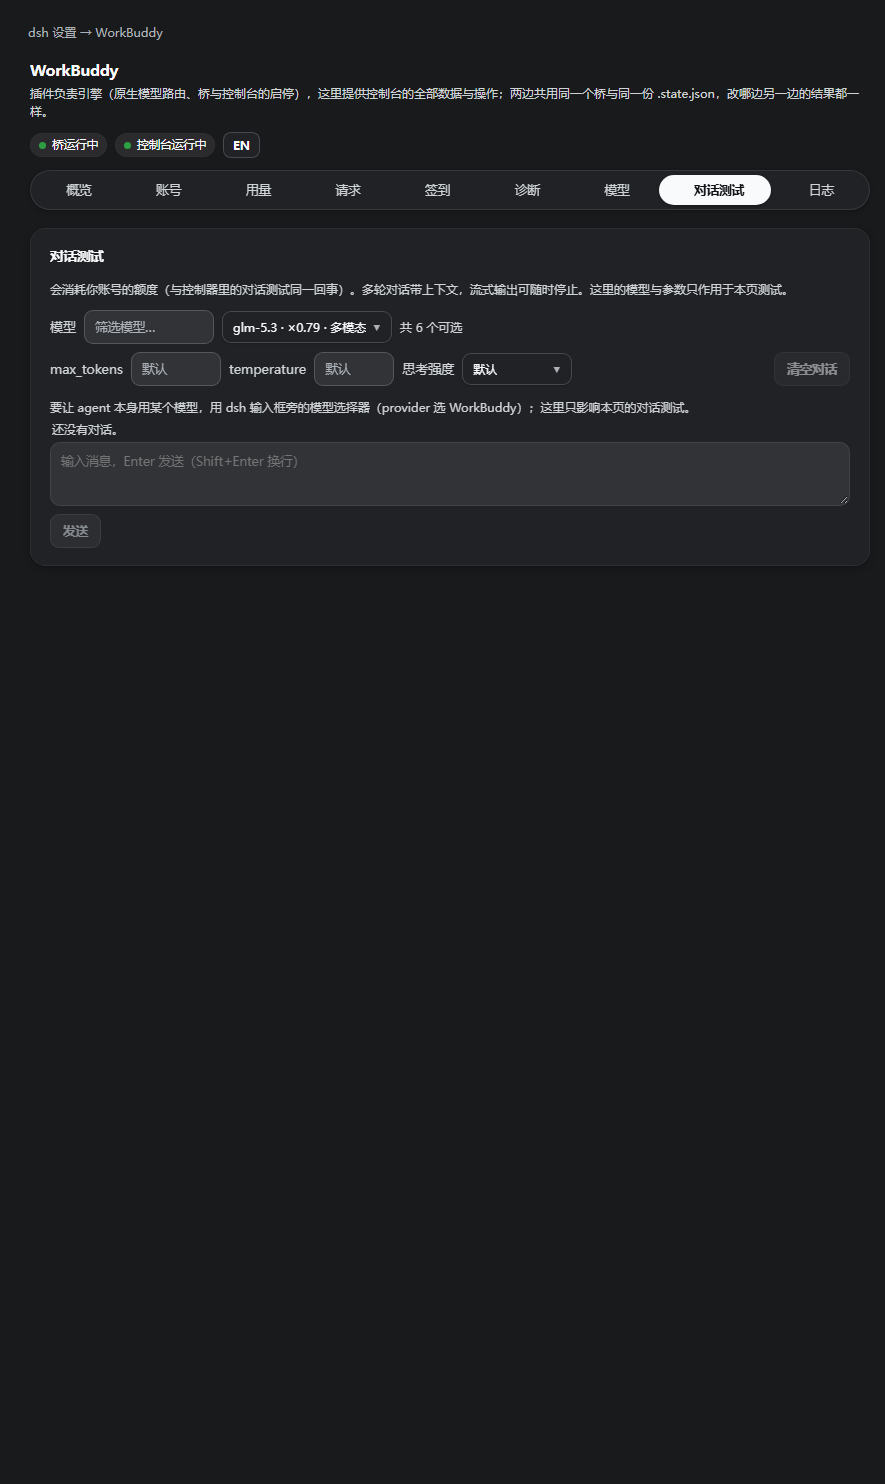 dsh 设置 → WorkBuddy
WorkBuddy
插件负责引擎（原生模型路由、桥与控制台的启停），这里提供控制台的全部数据与操作；两边共用同一个桥与同一份 .state.json，改哪边另一边的结果都一
样。
桥运行中 控制台运行中 EN
概览 账号 用量 请求 签到 诊断 模型 对话测试 日志
对话测试
会消耗你账号的额度（与控制器里的对话测试同一回事）。多轮对话带上下文，流式输出可随时停止。这里的模型与参数只作用于本页测试。
模型 筛选模型... glm-5.3 · ×0.79 · 多模态 ▼ 共 6 个可选
max_tokens 默认 temperature 默认 思考强度 默认 ▼ 清空对话
要让 agent 本身用某个模型，用 dsh 输入框旁的模型选择器（provider 选 WorkBuddy）；这里只影响本页的对话测试。
还没有对话。
输入消息，Enter 发送（Shift+Enter 换行）
发送